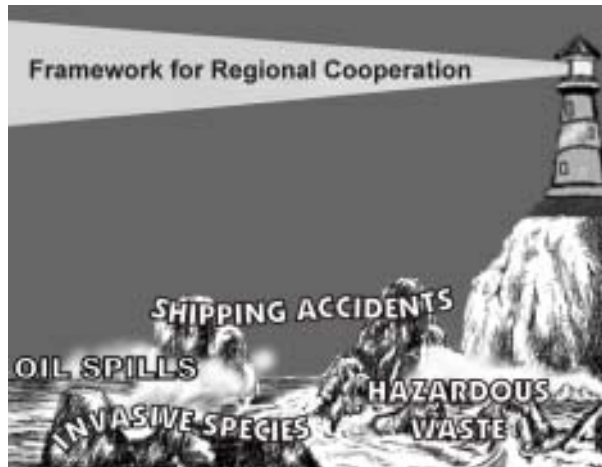 Framework for Regional Cooperation
SHIPPING ACCIDENTS
OIL SPILLS
HAZARDOUS
WASTE
INVASIVE SPECIES